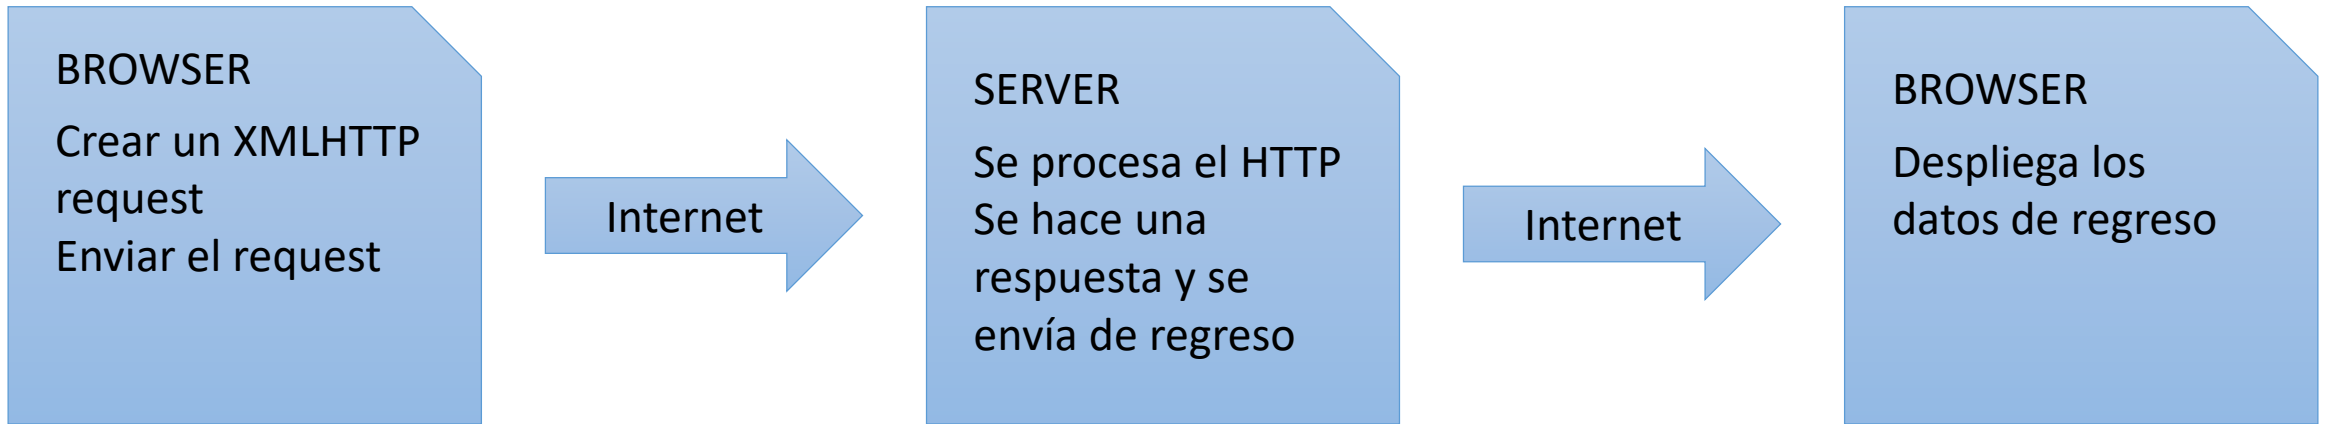 BROWSER
Crear un XMLHTTP
request
Enviar el request
Internet
SERVER
Se procesa el HTTP
Se hace una
respuesta y se
envía de regreso
Internet
BROWSER
Despliega los
datos de regreso